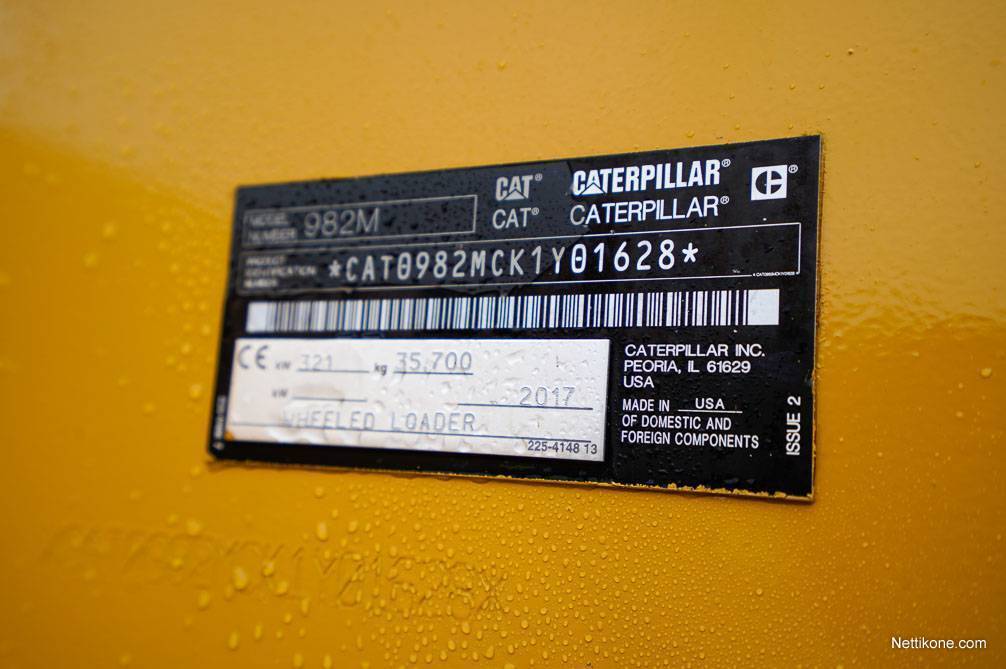 MODEL NUMBER 982M
CAT® CATERPILLAR® ®
CAT® CATERPILLAR®
PRODUCT IDENTIFICATION NUMBER *CAT0982MCK1Y01628*
CE kW 321 kg 35,700
kW 2017
WHEELED LOADER
225-4148 13
CATERPILLAR INC.
PEORIA, IL 61629
USA
MADE IN USA
OF DOMESTIC AND
FOREIGN COMPONENTS
ISSUE 2
Nettikone.com